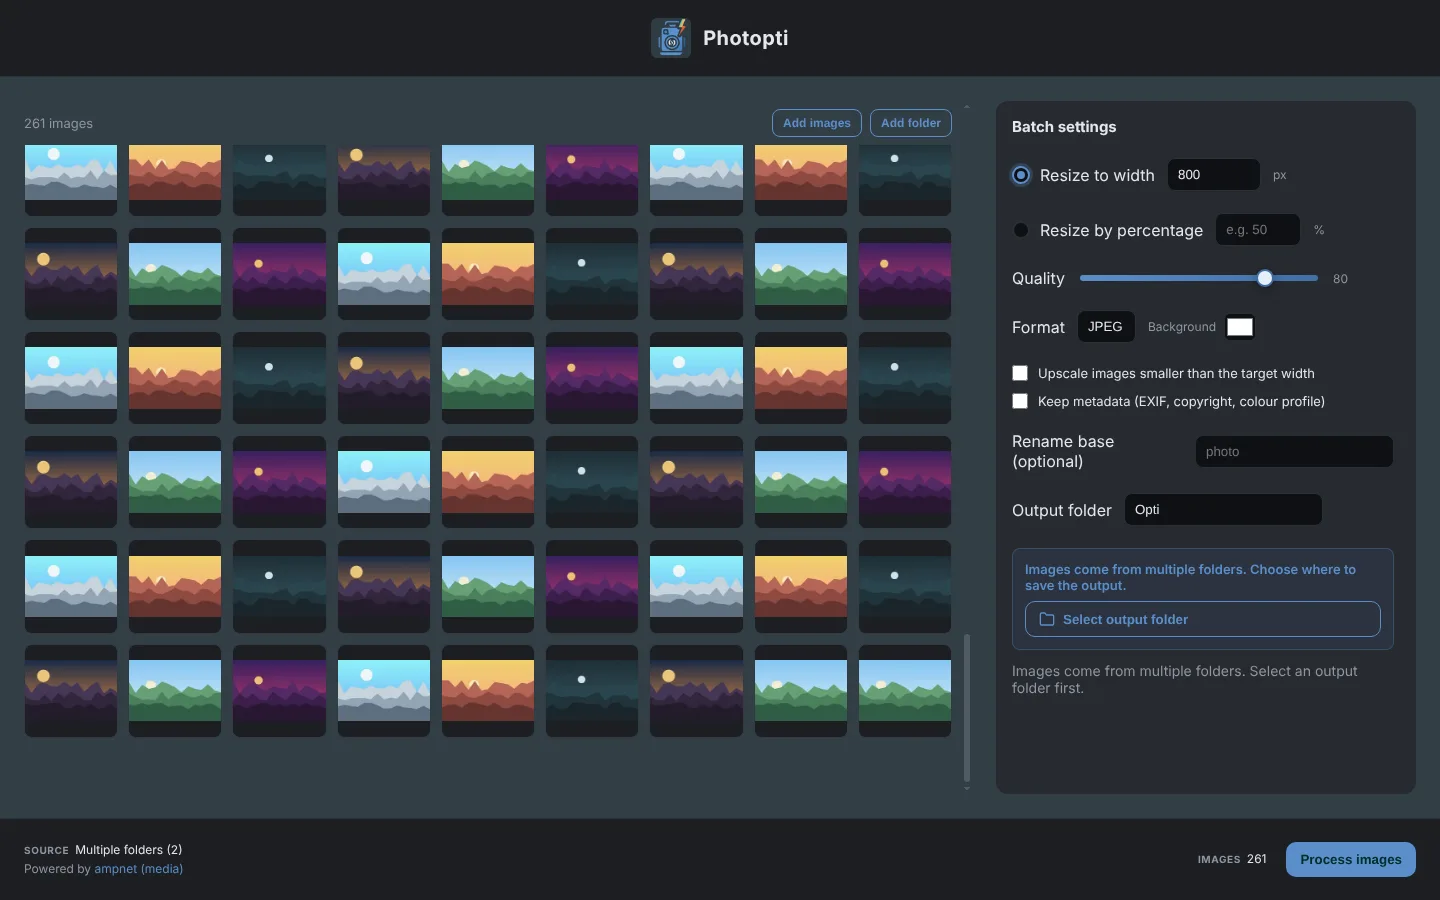 Photopti
261 images
Add images
Add folder
Batch settings
Resize to width
800
px
Resize by percentage
e.g. 50
%
Quality
80
Format
JPEG
Background
Upscale images smaller than the target width
Keep metadata (EXIF, copyright, colour profile)
Rename base
(optional)
photo
Output folder
Opti
Images come from multiple folders. Choose where to
save the output.
Select output folder
Images come from multiple folders. Select an output
folder first.
SOURCE Multiple folders (2)
Powered by ampnet (media)
IMAGES 261
Process images